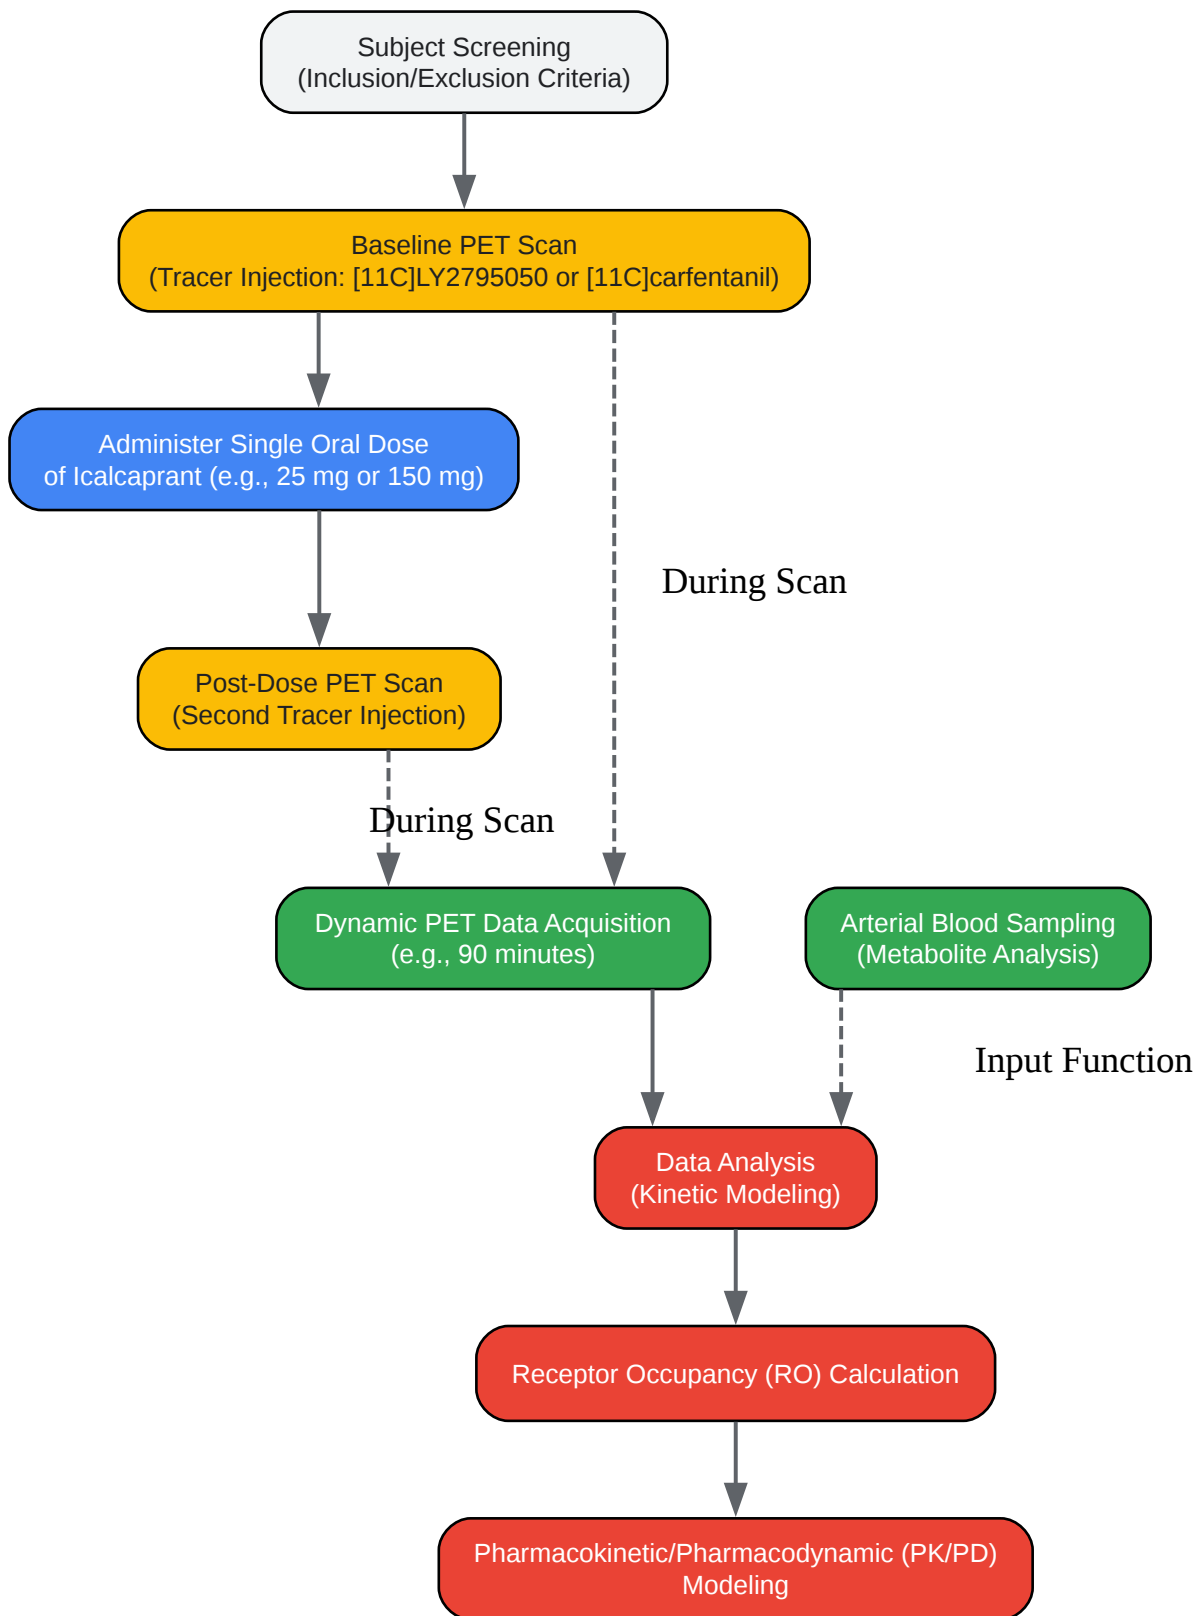 Subject Screening
(Inclusion/Exclusion Criteria)
Baseline PET Scan
(Tracer Injection: [11C]LY2795050 or [11C]carfentanil)
Administer Single Oral Dose
of Icalcaprant (e.g., 25 mg or 150 mg)
During Scan
Post-Dose PET Scan
(Second Tracer Injection)
During Scan
Dynamic PET Data Acquisition
(e.g., 90 minutes)
Arterial Blood Sampling
(Metabolite Analysis)
Input Function
Data Analysis
(Kinetic Modeling)
Receptor Occupancy (RO) Calculation
Pharmacokinetic/Pharmacodynamic (PK/PD)
Modeling